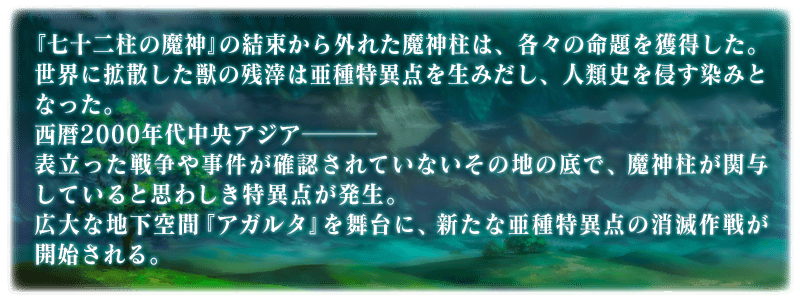 『七十二柱の魔神』の結束から外れた魔神柱は、各々の命題を獲得した。
世界に拡散した獣の残滓は亜種特異点を生みだし、人類史を侵す染みと
なった。
西暦2000年代中央アジア―――
表立った戦争や事件が確認されていないその地の底で、魔神柱が関与
していると思わしき特異点が発生。
広大な地下空間『アガルタ』を舞台に、新たな亜種特異点の消滅作戦が
開始される。